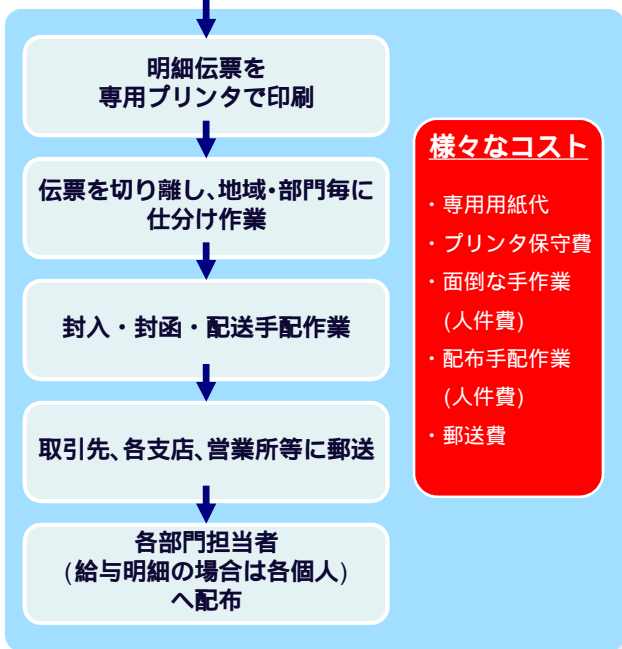 明細伝票を
専用プリンタで印刷
伝票を切り離し、地域・部門毎に
仕分け作業
封入・封函・配送手配作業
取引先、各支店、営業所等に郵送
各部門担当者
(給与明細の場合は各個人)
へ配布
様々なコスト
・専用用紙代
・プリンタ保守費
・面倒な手作業
(人件費)
・配布手配作業
(人件費)
・郵送費